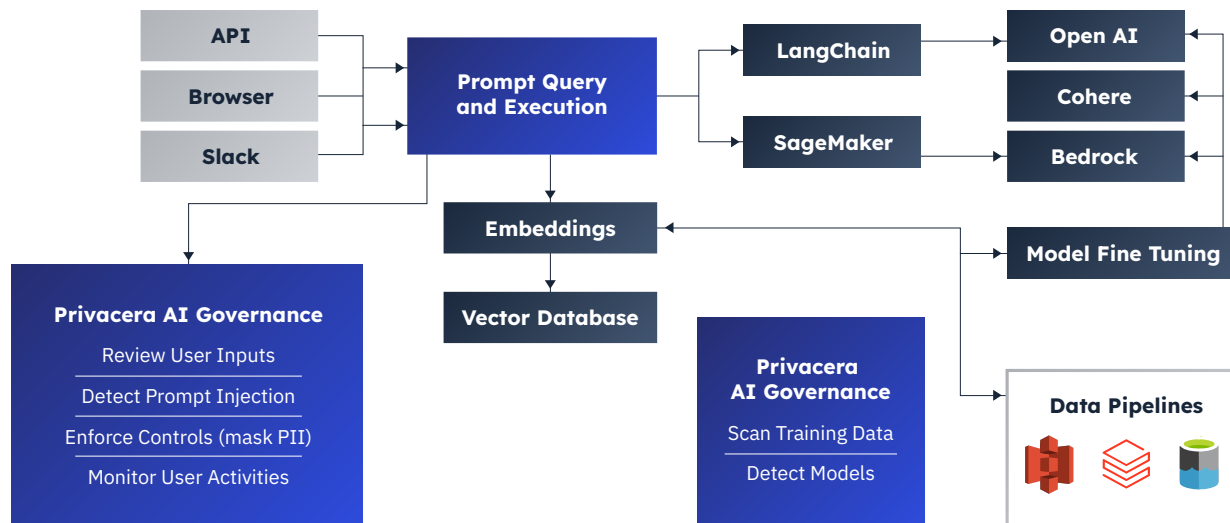 API
Browser
Slack
Prompt Query
and Execution
LangChain
SageMaker
Open AI
Cohere
Bedrock
Embeddings
Vector Database
Model Fine Tuning
Privacera AI Governance
Review User Inputs
Detect Prompt Injection
Enforce Controls (mask PII)
Monitor User Activities
Privacera
AI Governance
Scan Training Data
Detect Models
Data Pipelines